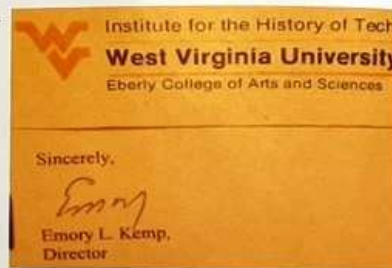 Institute for the History of Tech
West Virginia University
Eberly College of Arts and Sciences
Sincerely,
Emory
Emory L. Kemp,
Director